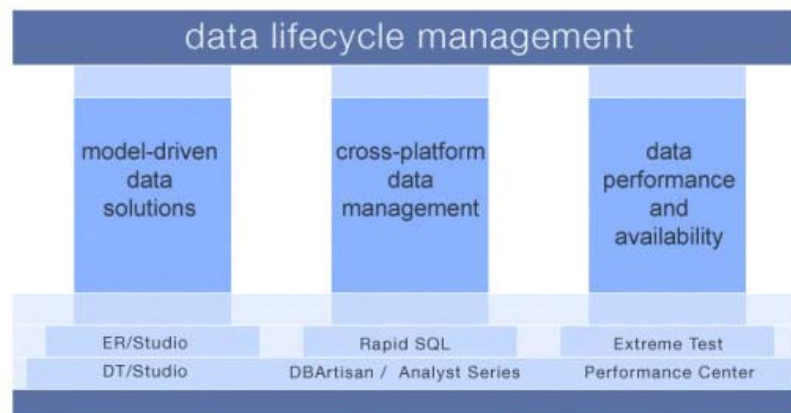 data lifecycle management
model-driven
data
solutions
cross-platform
data
management
data
performance
and
availability
ER/Studio
Rapid SQL
Extreme Test
DT/Studio
DBArtisan / Analyst Series
Performance Center